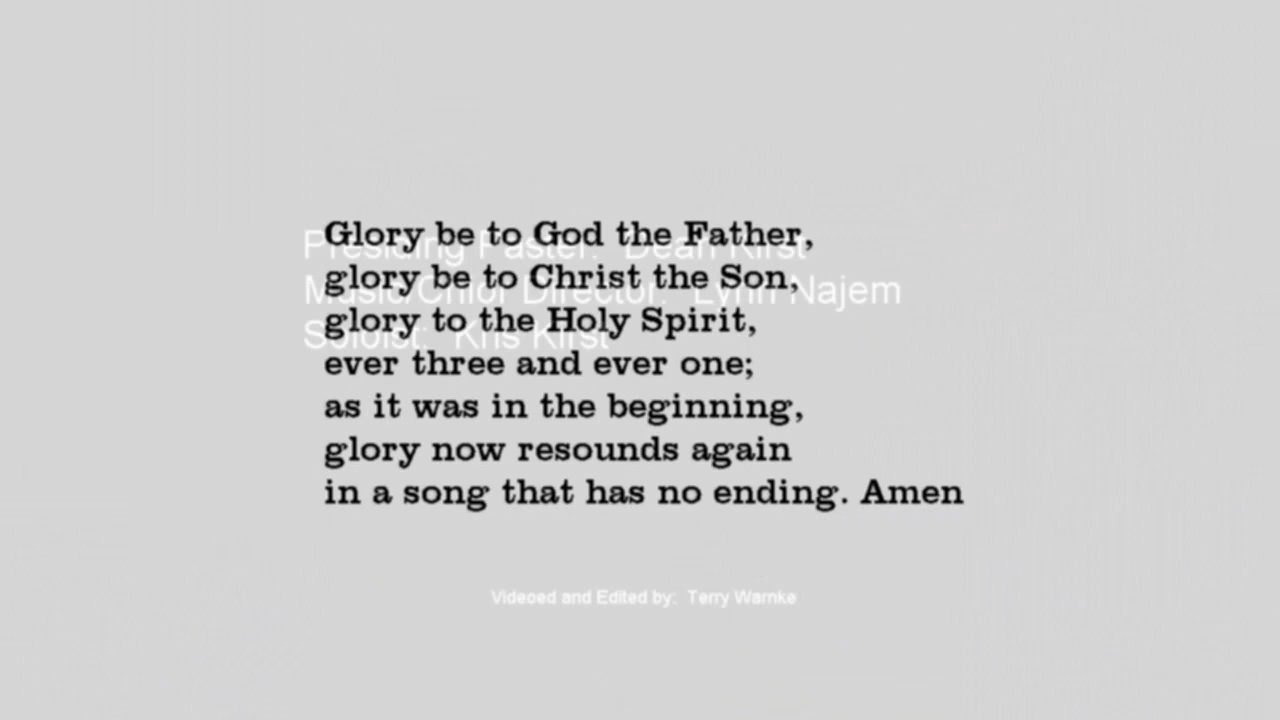 Glory be to God the Father,
Presiding Paster: Dean Kirst
glory be to Christ the Son,
Music/Chior Director: Lynn Najem
glory to the Holy Spirit,
Soloist: Kris Kirst
ever three and ever one;
as it was in the beginning,
glory now resounds again
in a song that has no ending. Amen
Videoed and Edited by: Terry Warnke